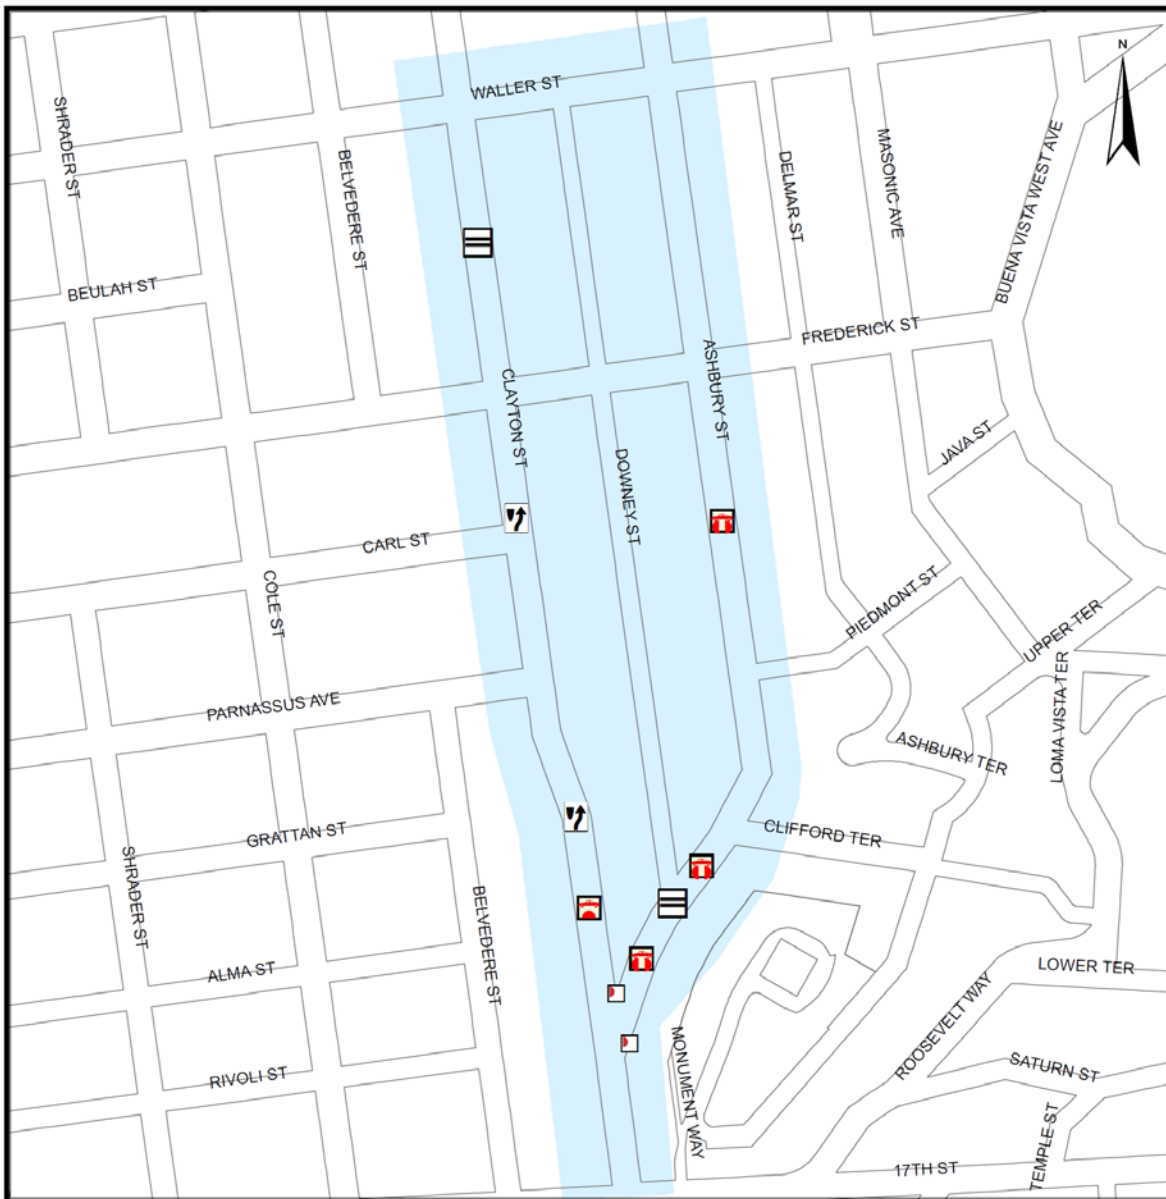 N
WALLER ST
SHRADER ST
BELVEDERE ST
DELMAR ST
MASONIC AVE
BUENA VISTA WEST AVE
BEULAH ST
FREDERICK ST
CLAYTON ST
ASHBURY ST
DOWNEY ST
JAVA ST
CARL ST
COLE ST
PIEDMONT ST
UPPER TER
LOMA VISTA TER
PARNASSUS AVE
ASHBURY TER
GRATTAN ST
CLIFFORD TER
SHRADER ST
BELVEDERE ST
ALMA ST
LOWER TER
ROOSEVELT WAY
MONUMENT WAY
RIVOLI ST
SATURN ST
TEMPLE ST
17TH ST